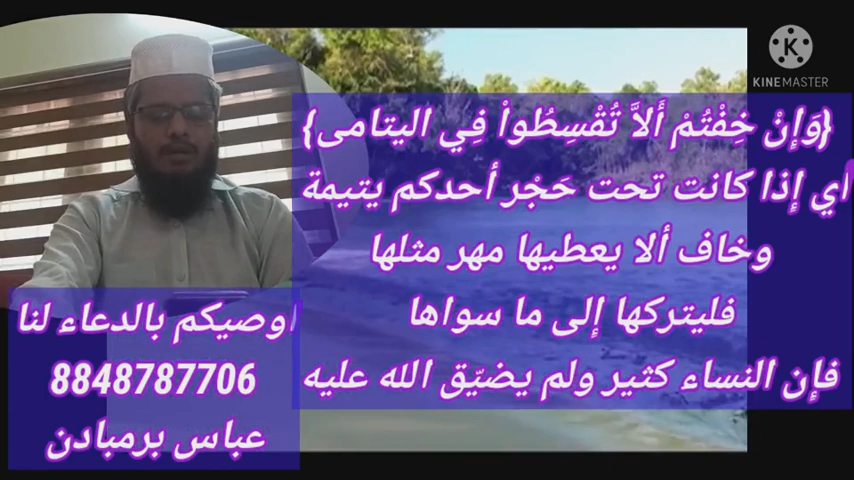 KINEMASTER
{وَإِنْ خِفْتُمْ أَلاَّ تُقْسِطُواْ فِي اليتامى}
أي إذا كانت تحت حَجْر أحدكم يتيمة
وخاف ألا يعطيها مهر مثلها
فليتركها إلى ما سواها
فإن النساء كثير ولم يضيّق الله عليه
اوصيكم بالدعاء لنا
8848787706
عباس برمبادن